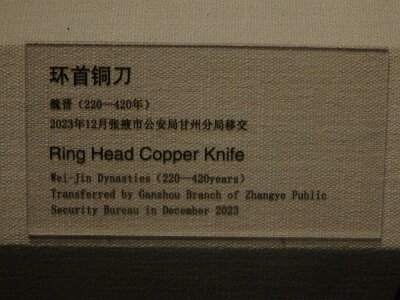 环首铜刀
魏晋（220—420年）
2023年12月张掖市公安局甘州分局移交
Ring Head Copper Knife
Wei-Jin Dynasties（220—420years）
Transferred by Ganzhou Branch of Zhangye Public
Security Bureau in December 2023